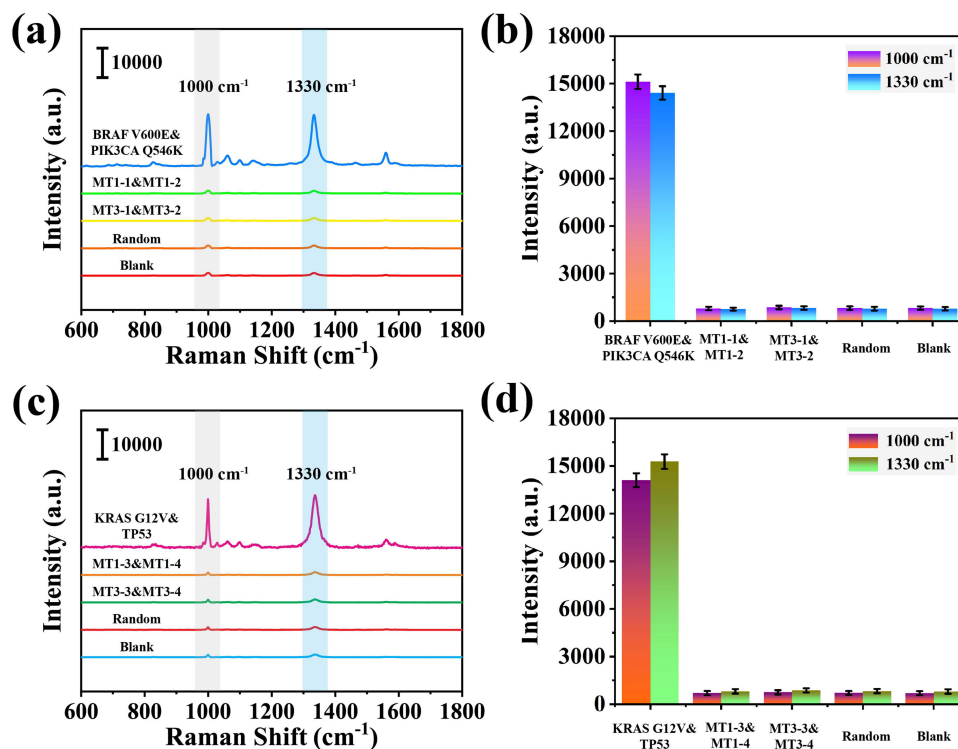 (a)
10000
1000 cm⁻¹
1330 cm⁻¹
BRAF V600E&
PIK3CA Q546K
MT1-1&MT1-2
MT3-1&MT3-2
Random
Blank
Intensity (a.u.)
600 800 1000 1200 1400 1600 1800
Raman Shift (cm⁻¹)
(b)
18000
15000
12000
9000
6000
3000
0
Intensity (a.u.)
1000 cm⁻¹
1330 cm⁻¹
BRAF V600E&
PIK3CA Q546K
MT1-1&
MT1-2
MT3-1&
MT3-2
Random
Blank
(c)
10000
1000 cm⁻¹
1330 cm⁻¹
KRAS G12V&
TP53
MT1-3&MT1-4
MT3-3&MT3-4
Random
Blank
Intensity (a.u.)
600 800 1000 1200 1400 1600 1800
Raman Shift (cm⁻¹)
(d)
18000
15000
12000
9000
6000
3000
0
Intensity (a.u.)
1000 cm⁻¹
1330 cm⁻¹
KRAS G12V&
TP53
MT1-3&
MT1-4
MT3-3&
MT3-4
Random
Blank